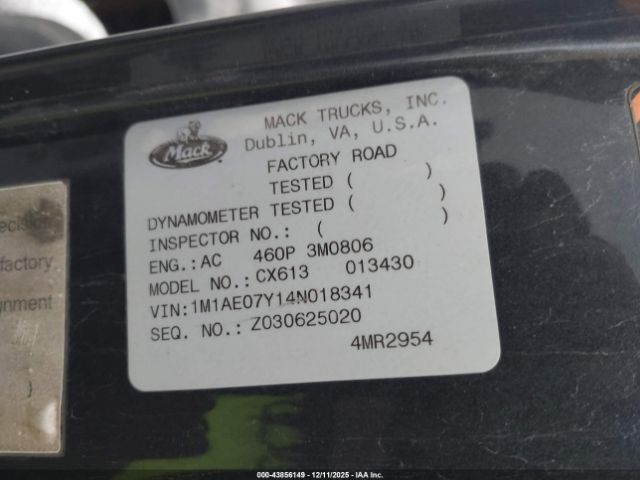 MACK TRUCKS, INC.
Dublin, VA, U.S.A.
Mack
FACTORY ROAD
TESTED ( )
DYNAMOMETER TESTED ( )
INSPECTOR NO.: ( )
ENG.:AC 460P 3M0806
MODEL NO.: CX613 013430
VIN:1M1AE07Y14N018341
SEQ. NO.: Z030625020
4MR2954
factory
)
000-43856149 - 12/11/2025 - IAA Inc.